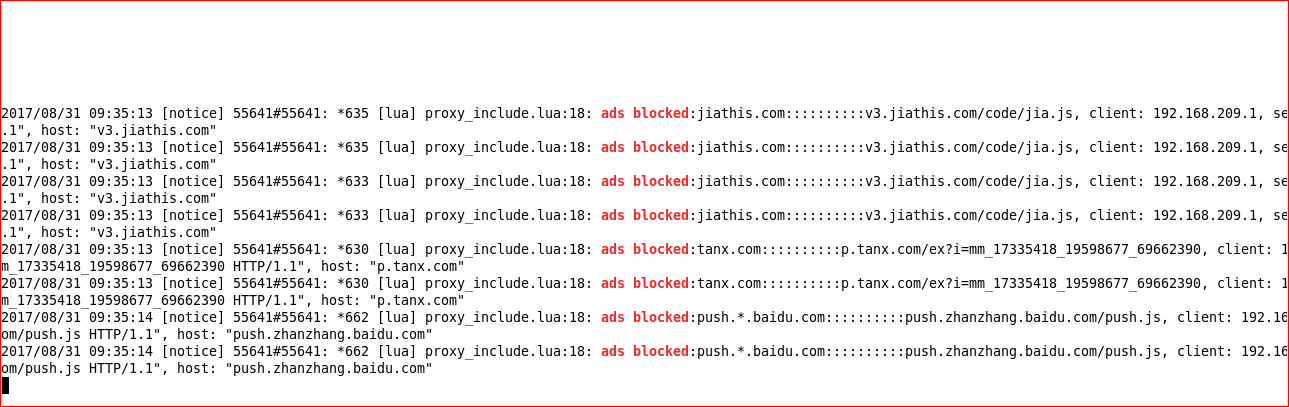 2017/08/31 09:35:13 [notice] 55641#55641: *635 [lua] proxy_include.lua:18: ads blocked:jiathis.com::::::::::v3.jiathis.com/code/jia.js, client: 192.168.209.1, se
.1", host: "v3.jiathis.com"
2017/08/31 09:35:13 [notice] 55641#55641: *635 [lua] proxy_include.lua:18: ads blocked:jiathis.com::::::::::v3.jiathis.com/code/jia.js, client: 192.168.209.1, se
.1", host: "v3.jiathis.com"
2017/08/31 09:35:13 [notice] 55641#55641: *633 [lua] proxy_include.lua:18: ads blocked:jiathis.com::::::::::v3.jiathis.com/code/jia.js, client: 192.168.209.1, se
.1", host: "v3.jiathis.com"
2017/08/31 09:35:13 [notice] 55641#55641: *633 [lua] proxy_include.lua:18: ads blocked:jiathis.com::::::::::v3.jiathis.com/code/jia.js, client: 192.168.209.1, se
.1", host: "v3.jiathis.com"
2017/08/31 09:35:13 [notice] 55641#55641: *630 [lua] proxy_include.lua:18: ads blocked:tanx.com::::::::::p.tanx.com/ex?i=mm_17335418_19598677_69662390, client: 1
m_17335418_19598677_69662390 HTTP/1.1", host: "p.tanx.com"
2017/08/31 09:35:13 [notice] 55641#55641: *630 [lua] proxy_include.lua:18: ads blocked:tanx.com::::::::::p.tanx.com/ex?i=mm_17335418_19598677_69662390, client: 1
m_17335418_19598677_69662390 HTTP/1.1", host: "p.tanx.com"
2017/08/31 09:35:14 [notice] 55641#55641: *662 [lua] proxy_include.lua:18: ads blocked:push.*.baidu.com::::::::::push.zhanzhang.baidu.com/push.js, client: 192.16
om/push.js HTTP/1.1", host: "push.zhanzhang.baidu.com"
2017/08/31 09:35:14 [notice] 55641#55641: *662 [lua] proxy_include.lua:18: ads blocked:push.*.baidu.com::::::::::push.zhanzhang.baidu.com/push.js, client: 192.16
om/push.js HTTP/1.1", host: "push.zhanzhang.baidu.com"